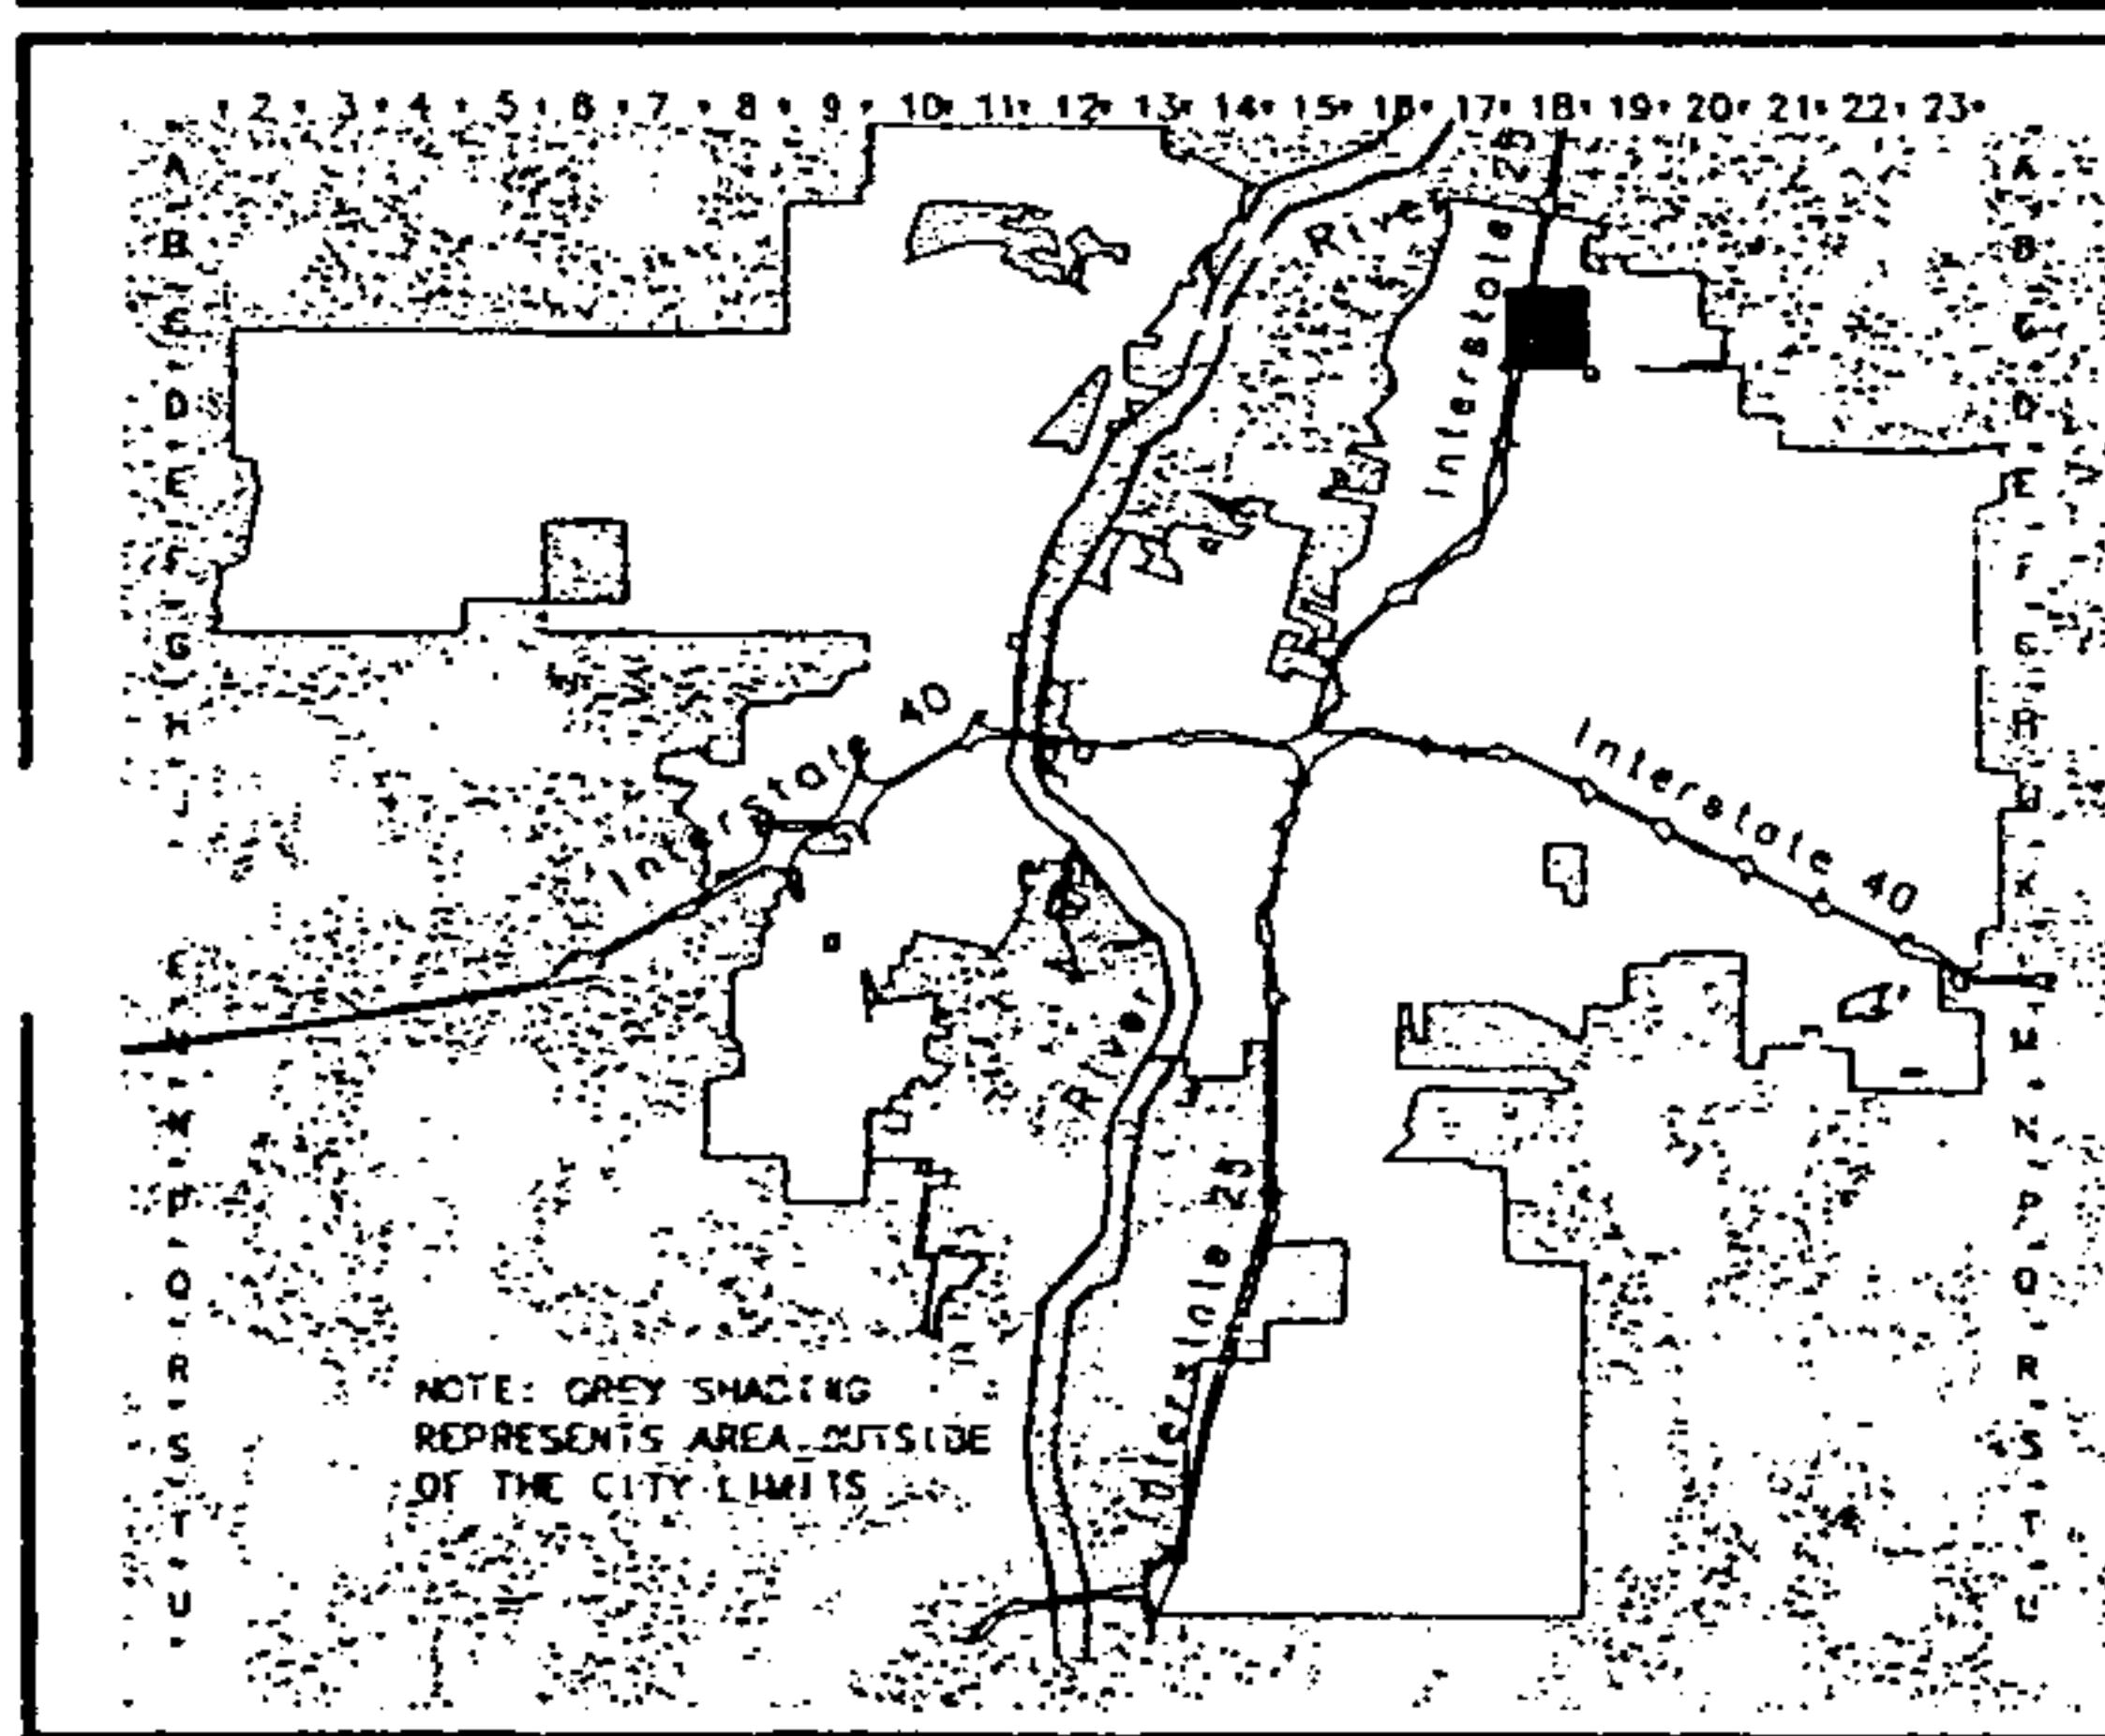 2 3 4 5 6 7 8 9 10 11 12 13 14 15 16 17 18 19 20 21 22 23
A
B
C
D
E
F
G
River
Interstate 25
Interstate 40
Interstate 40
River
Interstate 25
NOTE: GREY SHADING
REPRESENTS AREA OUTSIDE
OF THE CITY LIMITS
P
Q
R
S
T
U
A
B
C
D
E
F
G
H
K
M
N
P
Q
R
S
T
U